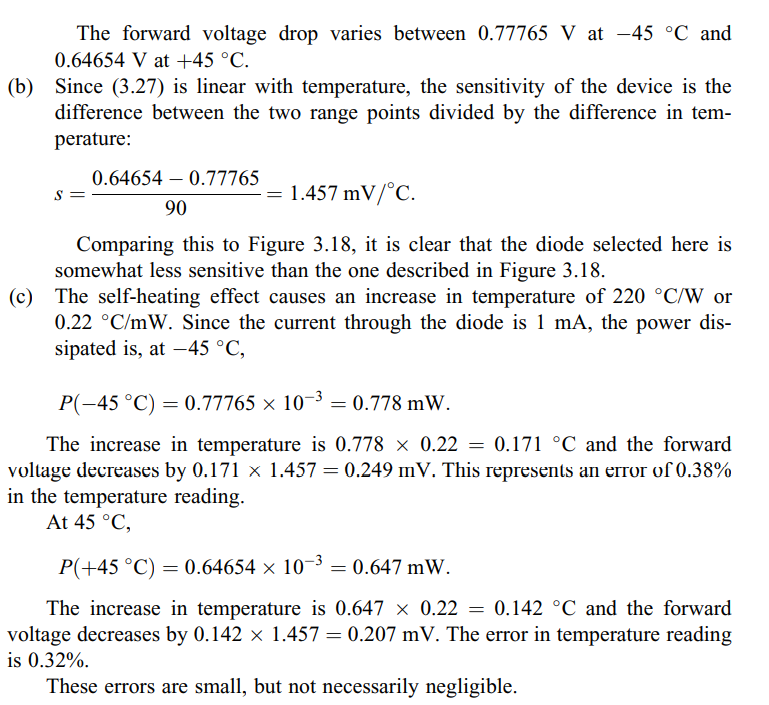 The forward voltage drop varies between 0.77765 V at −45 °C and
0.64654 V at +45 °C.
(b) Since (3.27) is linear with temperature, the sensitivity of the device is the
difference between the two range points divided by the difference in tem-
perature:
s = (0.64654 − 0.77765) / 90 = 1.457 mV/°C.
Comparing this to Figure 3.18, it is clear that the diode selected here is
somewhat less sensitive than the one described in Figure 3.18.
(c) The self-heating effect causes an increase in temperature of 220 °C/W or
0.22 °C/mW. Since the current through the diode is 1 mA, the power dis-
sipated is, at −45 °C,
P(−45 °C) = 0.77765 × 10⁻³ = 0.778 mW.
The increase in temperature is 0.778 × 0.22 = 0.171 °C and the forward
voltage decreases by 0.171 × 1.457 = 0.249 mV. This represents an error of 0.38%
in the temperature reading.
At 45 °C,
P(+45 °C) = 0.64654 × 10⁻³ = 0.647 mW.
The increase in temperature is 0.647 × 0.22 = 0.142 °C and the forward
voltage decreases by 0.142 × 1.457 = 0.207 mV. The error in temperature reading
is 0.32%.
These errors are small, but not necessarily negligible.